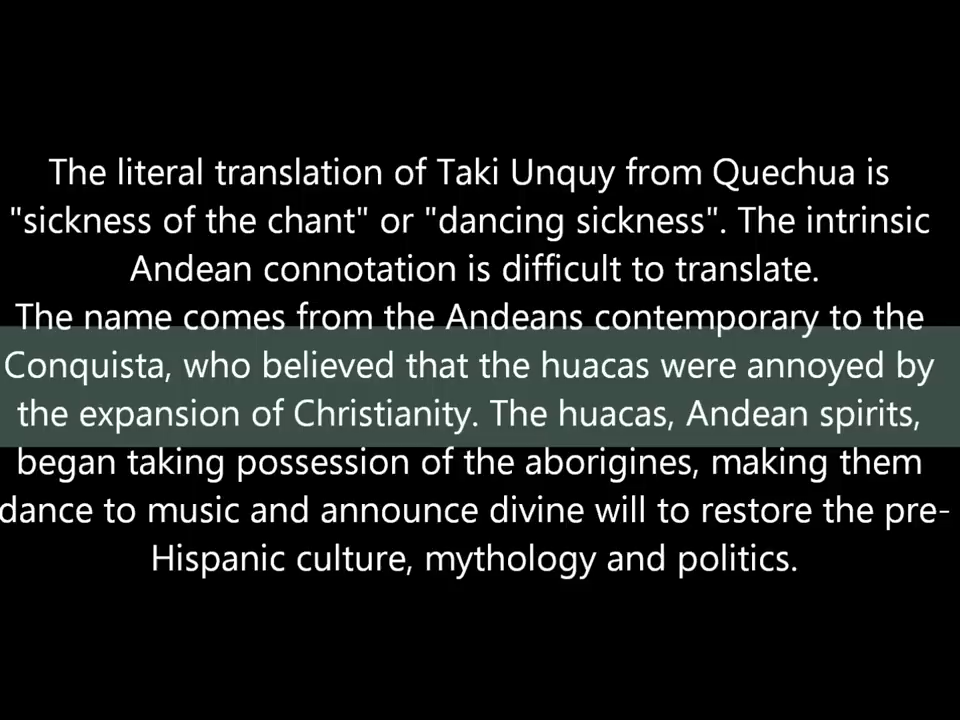 The literal translation of Taki Unquy from Quechua is
"sickness of the chant" or "dancing sickness". The intrinsic
Andean connotation is difficult to translate.
The name comes from the Andeans contemporary to the
Conquista, who believed that the huacas were annoyed by
the expansion of Christianity. The huacas, Andean spirits,
began taking possession of the aborigines, making them
dance to music and announce divine will to restore the pre-
Hispanic culture, mythology and politics.